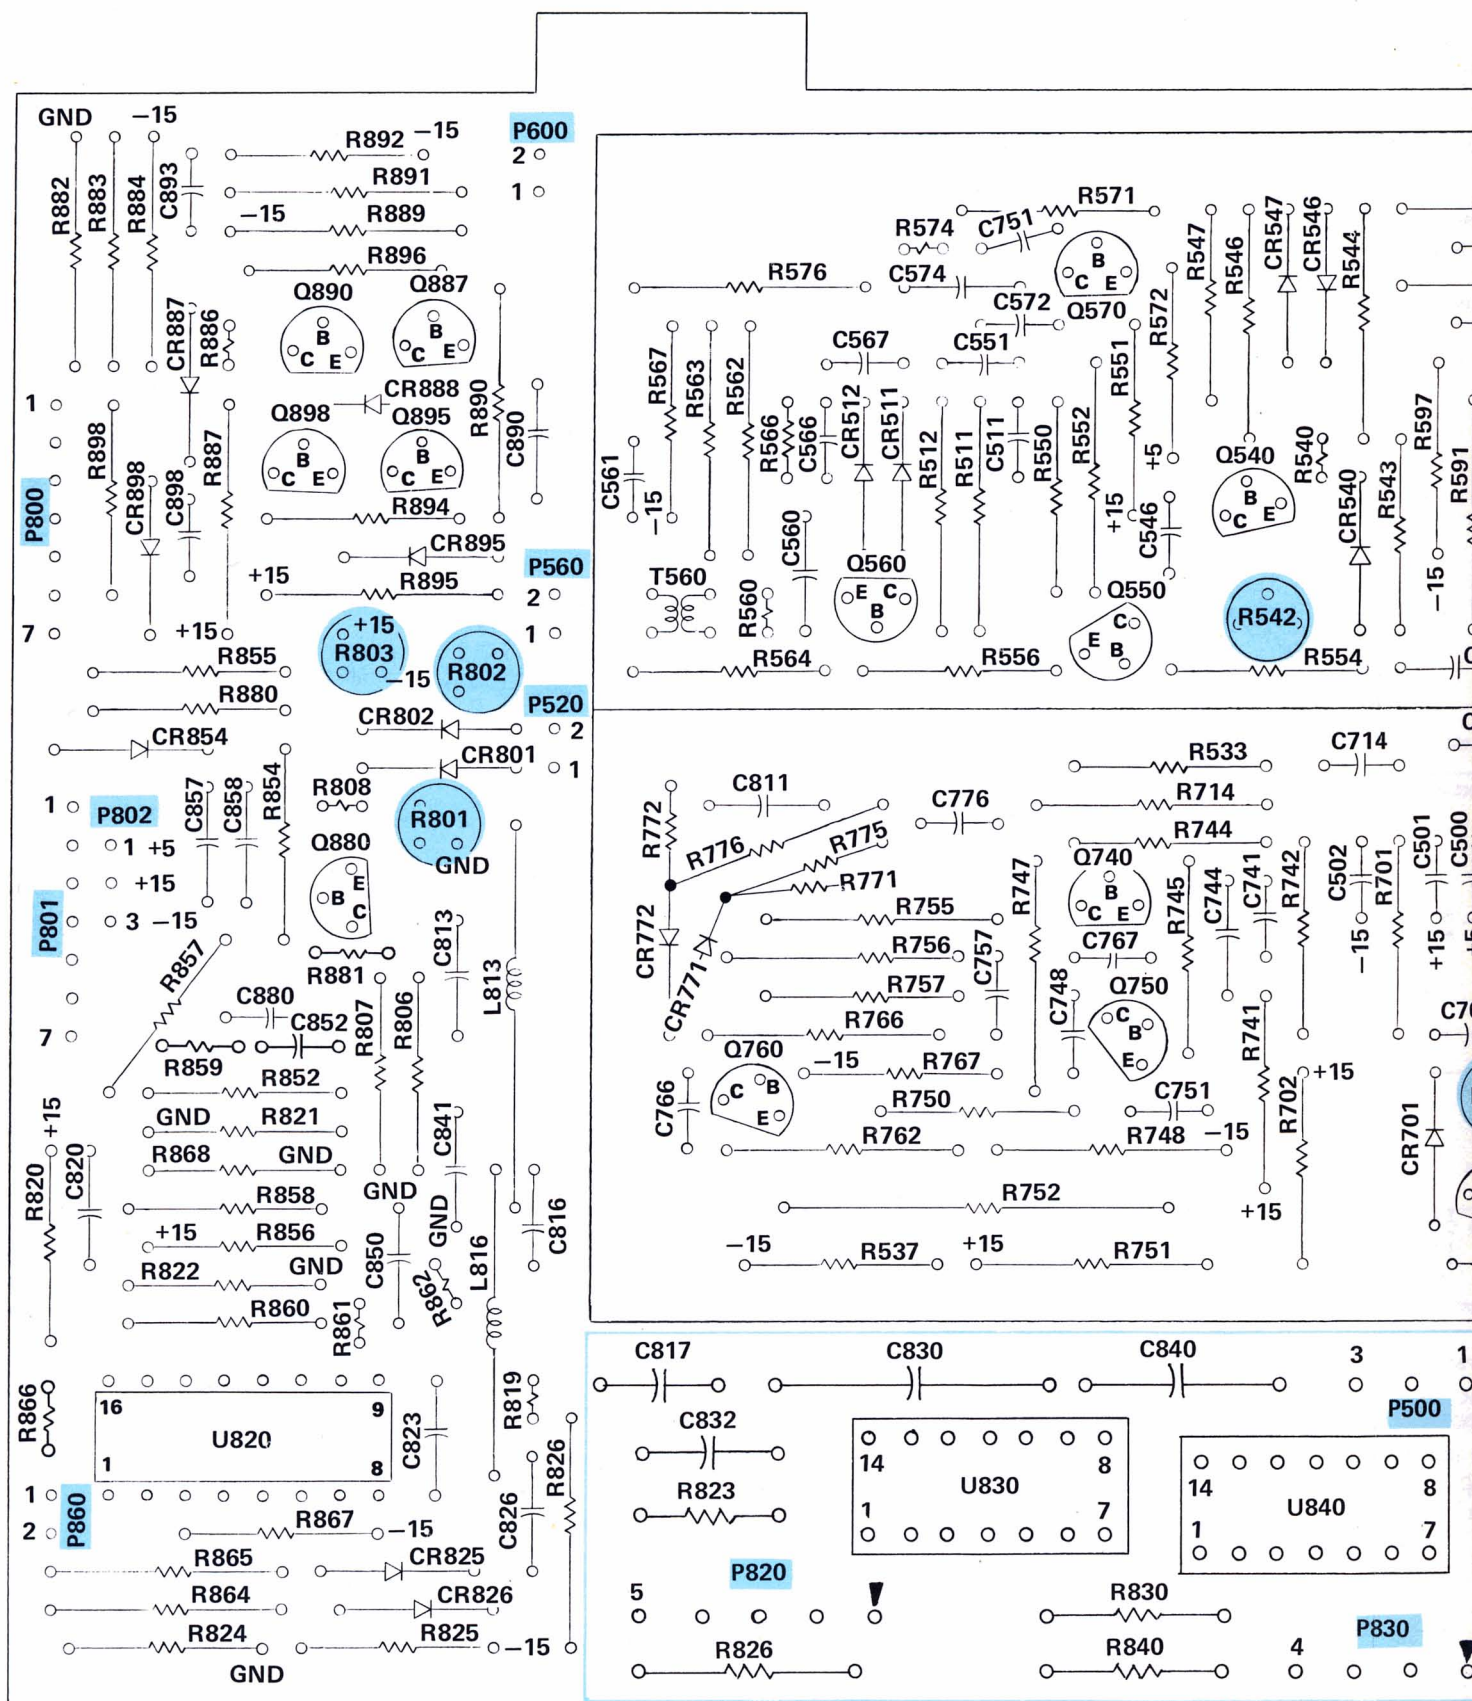 GND
−15
R892
−15
P600
2
R882
R883
R884
C893
R891
1
−15
R889
R896
Q890
B
C
E
Q887
B
C
E
CR887
R886
CR888
R890
C890
1
R898
Q898
B
C
E
Q895
B
C
E
R887
P800
CR898
C898
R894
CR895
P560
+15
R895
2
7
+15
+15
R803
−15
R802
1
R855
R880
P520
CR802
2
CR854
CR801
1
1
P802
C857
C858
R854
R808
R801
GND
1 +5
Q880
E
B
C
+15
P801
3 −15
R857
R881
C813
L813
C880
C852
R807
R806
7
R859
R852
+15
GND
R821
C841
R820
C820
R868
GND
GND
R858
GND
C816
+15
R856
C850
L816
R822
GND
R862
R860
R861
R866
16
9
U820
1
8
C823
R819
R826
1
P860
2
R867
−15
C826
R865
CR825
R864
CR826
R824
R825
−15
GND
R571
R574
C751
R576
C574
Q570
B
C
E
C572
R572
R547
R546
CR547
CR546
R544
R567
R563
R562
C567
C551
R551
R566
C566
CR512
CR511
R512
R511
C511
R550
R552
+5
Q540
B
C
E
R540
R597
C561
−15
+15
C546
CR540
R543
R591
C560
T560
R560
Q560
E
C
B
Q550
C
E
B
R542
−15
R564
R556
R554
C
C
R533
C714
R772
C811
C776
R714
R776
R775
R744
R771
R747
Q740
B
C
E
R745
C744
C741
R742
C502
R701
C501
C500
CR772
R755
R756
C767
C757
−15
+15
+15
CR771
R757
C748
Q750
C
B
E
R766
R741
C70
Q760
C
B
E
−15
R767
+15
C766
R750
C751
R702
CR701
R762
R748
−15
R752
+15
−15
R537
+15
R751
C817
C830
C840
3
1
P500
C832
14
8
U830
1
7
R823
14
8
U840
1
7
P820
5
R830
P830
R826
R840
4